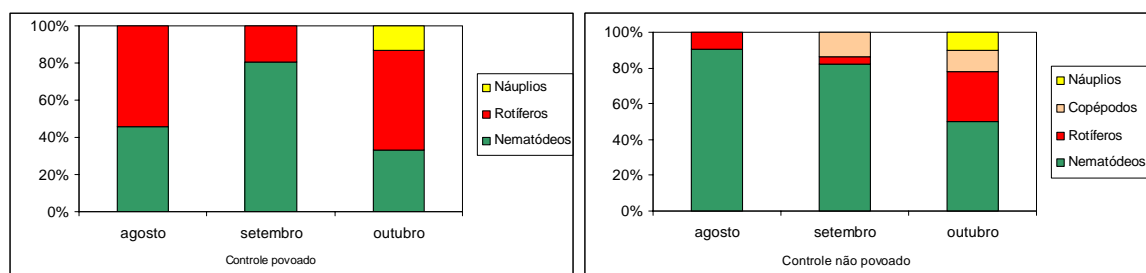 100%
80%
60%
40%
20%
0%
agosto setembro outubro
Controle povoado
Náuplios
Rotíferos
Nematódeos
100%
80%
60%
40%
20%
0%
agosto setembro outubro
Controle não povoado
Náuplios
Copépodos
Rotíferos
Nematódeos